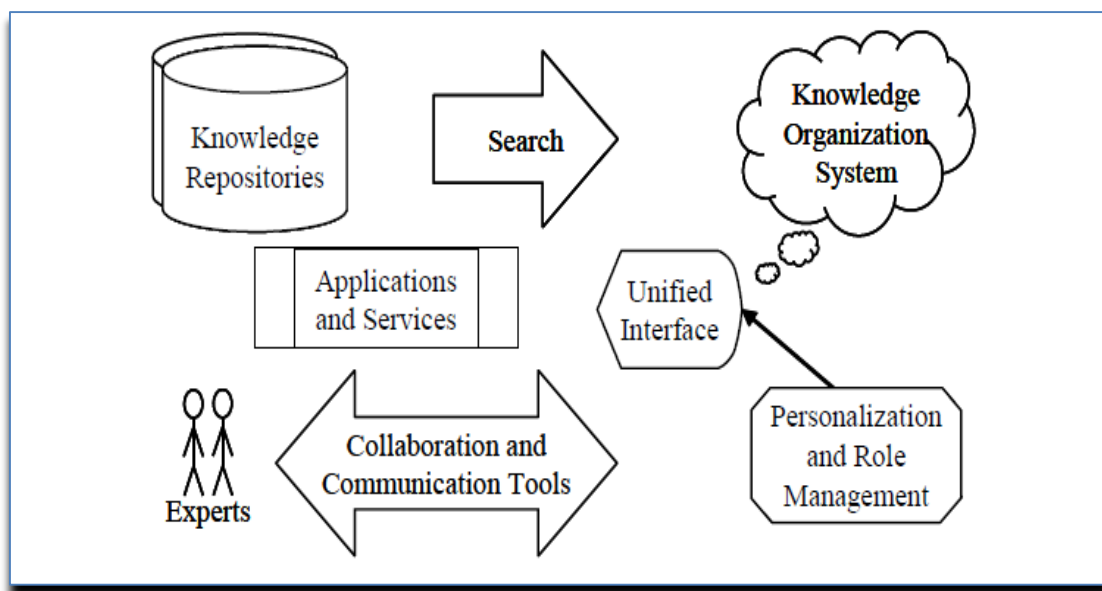 Knowledge
Repositories
Search
Knowledge
Organization
System
Applications
and Services
Unified
Interface
Experts
Collaboration and
Communication Tools
Personalization
and Role
Management